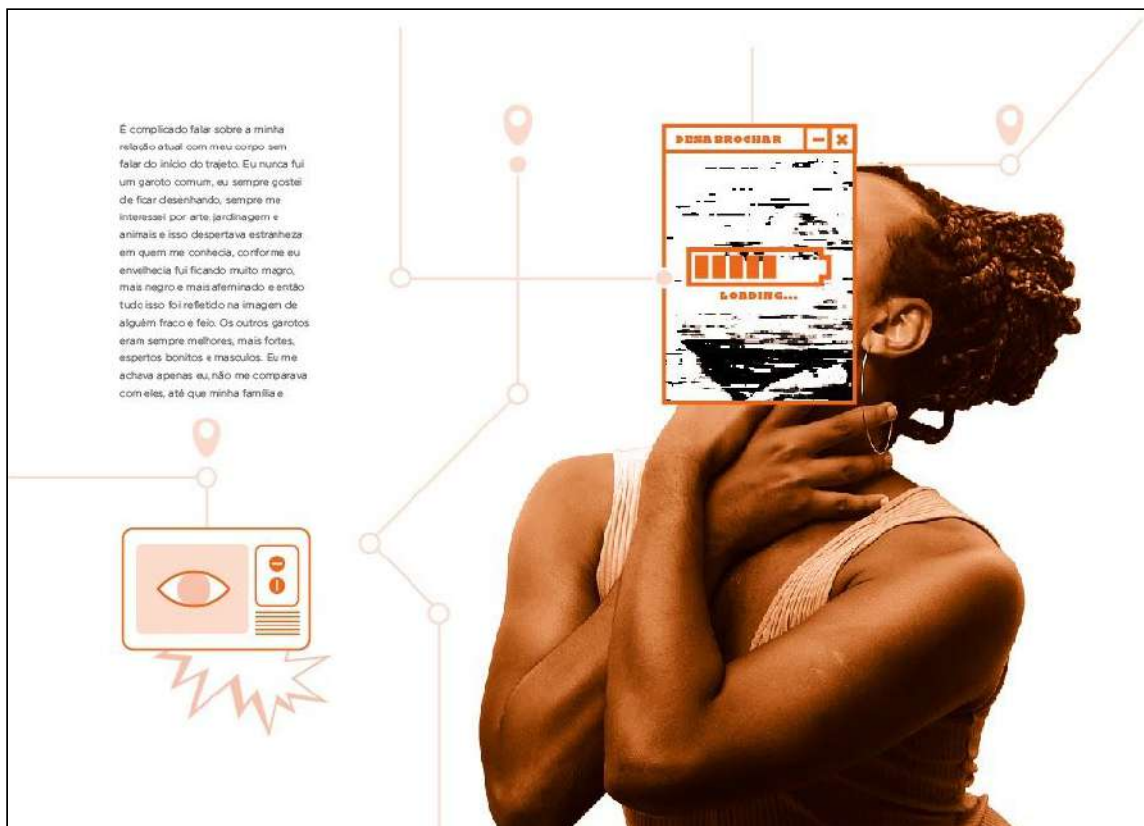 É complicado falar sobre a minha
relação atual com meu corpo sem
falar do início do trajeto. Eu nunca fui
um garoto comum, eu sempre gostei
de ficar desenhando, sempre me
interessei por arte, jardinagem e
animais e isso despertava estranheza
em quem me conhecia, conforme eu
envelhecia fui ficando muito magro,
mais negro e mais afeminado e então
tudo isso foi refletido na imagem de
alguém fraco e feio. Os outros garotos
eram sempre melhores, mais fortes,
espertos bonitos e masculos. Eu me
achava apenas eu, não me comparava
com eles, até que minha família e
DESABROCHAR
LOADING...